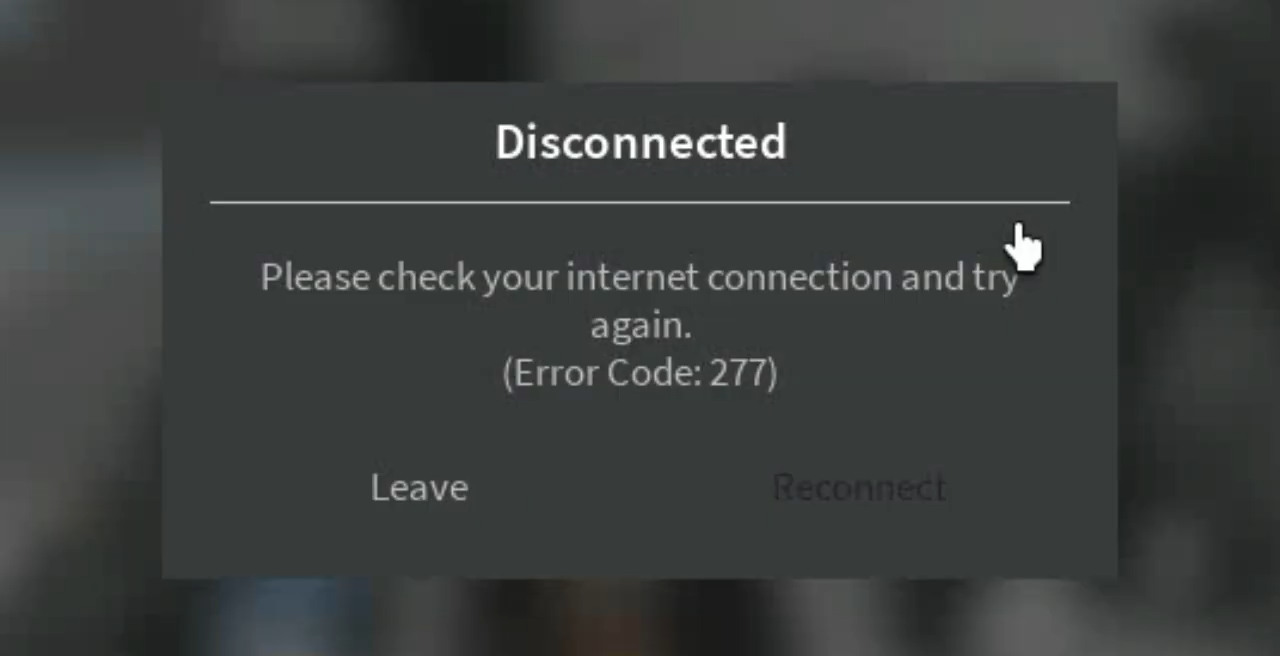 Disconnected
Please check your internet connection and try
again.
(Error Code: 277)
Leave
Reconnect